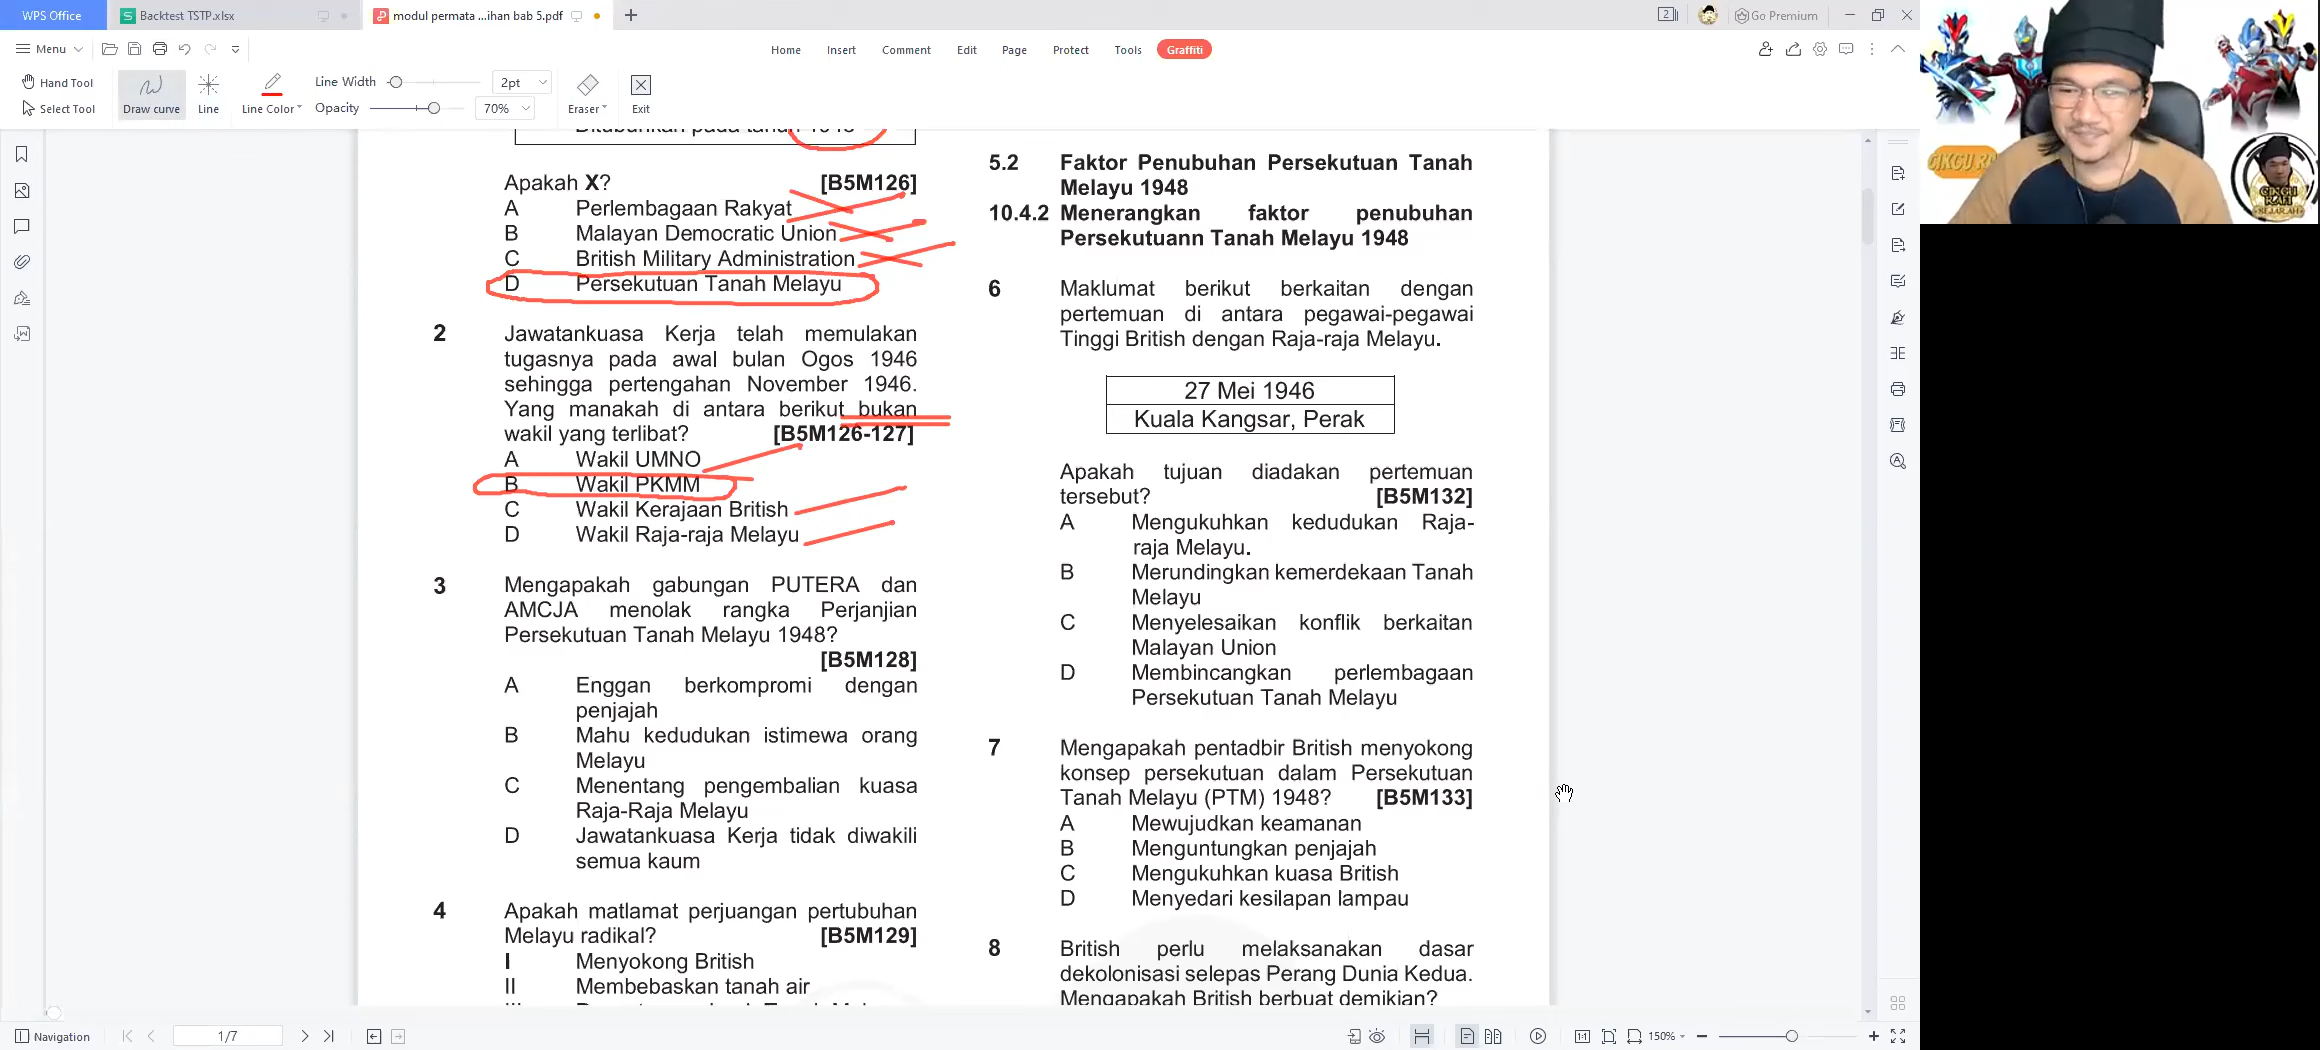 WPS Office
Backtest TSTP.xlsx
modul permata ...ihan bab 5.pdf
Go Premium
Menu
Home
Insert
Comment
Edit
Page
Protect
Tools
Graffiti
Hand Tool
Select Tool
Draw curve
Line
Line Color
Line Width
2pt
Opacity
70%
Eraser
Exit
Ditubuhkan pada tahun 1948
Apakah X? [B5M126]
A Perlembagaan Rakyat
B Malayan Democratic Union
C British Military Administration
D Persekutuan Tanah Melayu
2 Jawatankuasa Kerja telah memulakan
tugasnya pada awal bulan Ogos 1946
sehingga pertengahan November 1946.
Yang manakah di antara berikut bukan
wakil yang terlibat? [B5M126-127]
A Wakil UMNO
B Wakil PKMM
C Wakil Kerajaan British
D Wakil Raja-raja Melayu
3 Mengapakah gabungan PUTERA dan
AMCJA menolak rangka Perjanjian
Persekutuan Tanah Melayu 1948?
[B5M128]
A Enggan berkompromi dengan
penjajah
B Mahu kedudukan istimewa orang
Melayu
C Menentang pengembalian kuasa
Raja-Raja Melayu
D Jawatankuasa Kerja tidak diwakili
semua kaum
4 Apakah matlamat perjuangan pertubuhan
Melayu radikal? [B5M129]
I Menyokong British
II Membebaskan tanah air
5.2 Faktor Penubuhan Persekutuan Tanah
Melayu 1948
10.4.2 Menerangkan faktor penubuhan
Persekutuann Tanah Melayu 1948
6 Maklumat berikut berkaitan dengan
pertemuan di antara pegawai-pegawai
Tinggi British dengan Raja-raja Melayu.
27 Mei 1946
Kuala Kangsar, Perak
Apakah tujuan diadakan pertemuan
tersebut? [B5M132]
A Mengukuhkan kedudukan Raja-
raja Melayu.
B Merundingkan kemerdekaan Tanah
Melayu
C Menyelesaikan konflik berkaitan
Malayan Union
D Membincangkan perlembagaan
Persekutuan Tanah Melayu
7 Mengapakah pentadbir British menyokong
konsep persekutuan dalam Persekutuan
Tanah Melayu (PTM) 1948? [B5M133]
A Mewujudkan keamanan
B Menguntungkan penjajah
C Mengukuhkan kuasa British
D Menyedari kesilapan lampau
8 British perlu melaksanakan dasar
dekolonisasi selepas Perang Dunia Kedua.
Mengapakah British berbuat demikian?
CIKGU
CIKGU
RAFI
SEJARAH
Navigation
1/7
150%